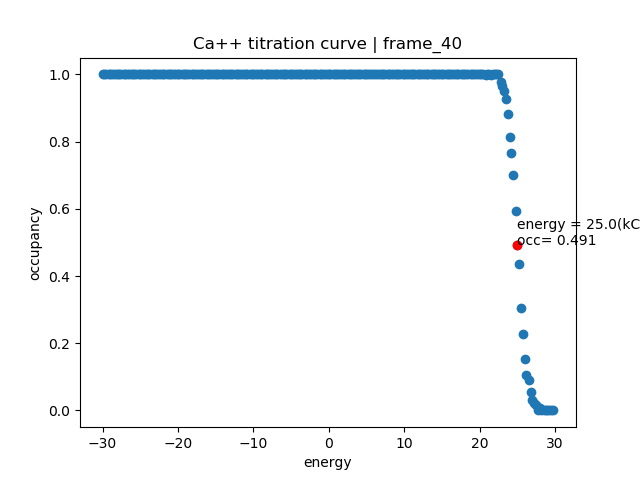 Ca++ titration curve | frame_40
1.0
0.8
0.6
0.4
0.2
0.0
occupancy
energy = 25.0(kC
occ= 0.491
−30
−20
−10
0
10
20
30
energy